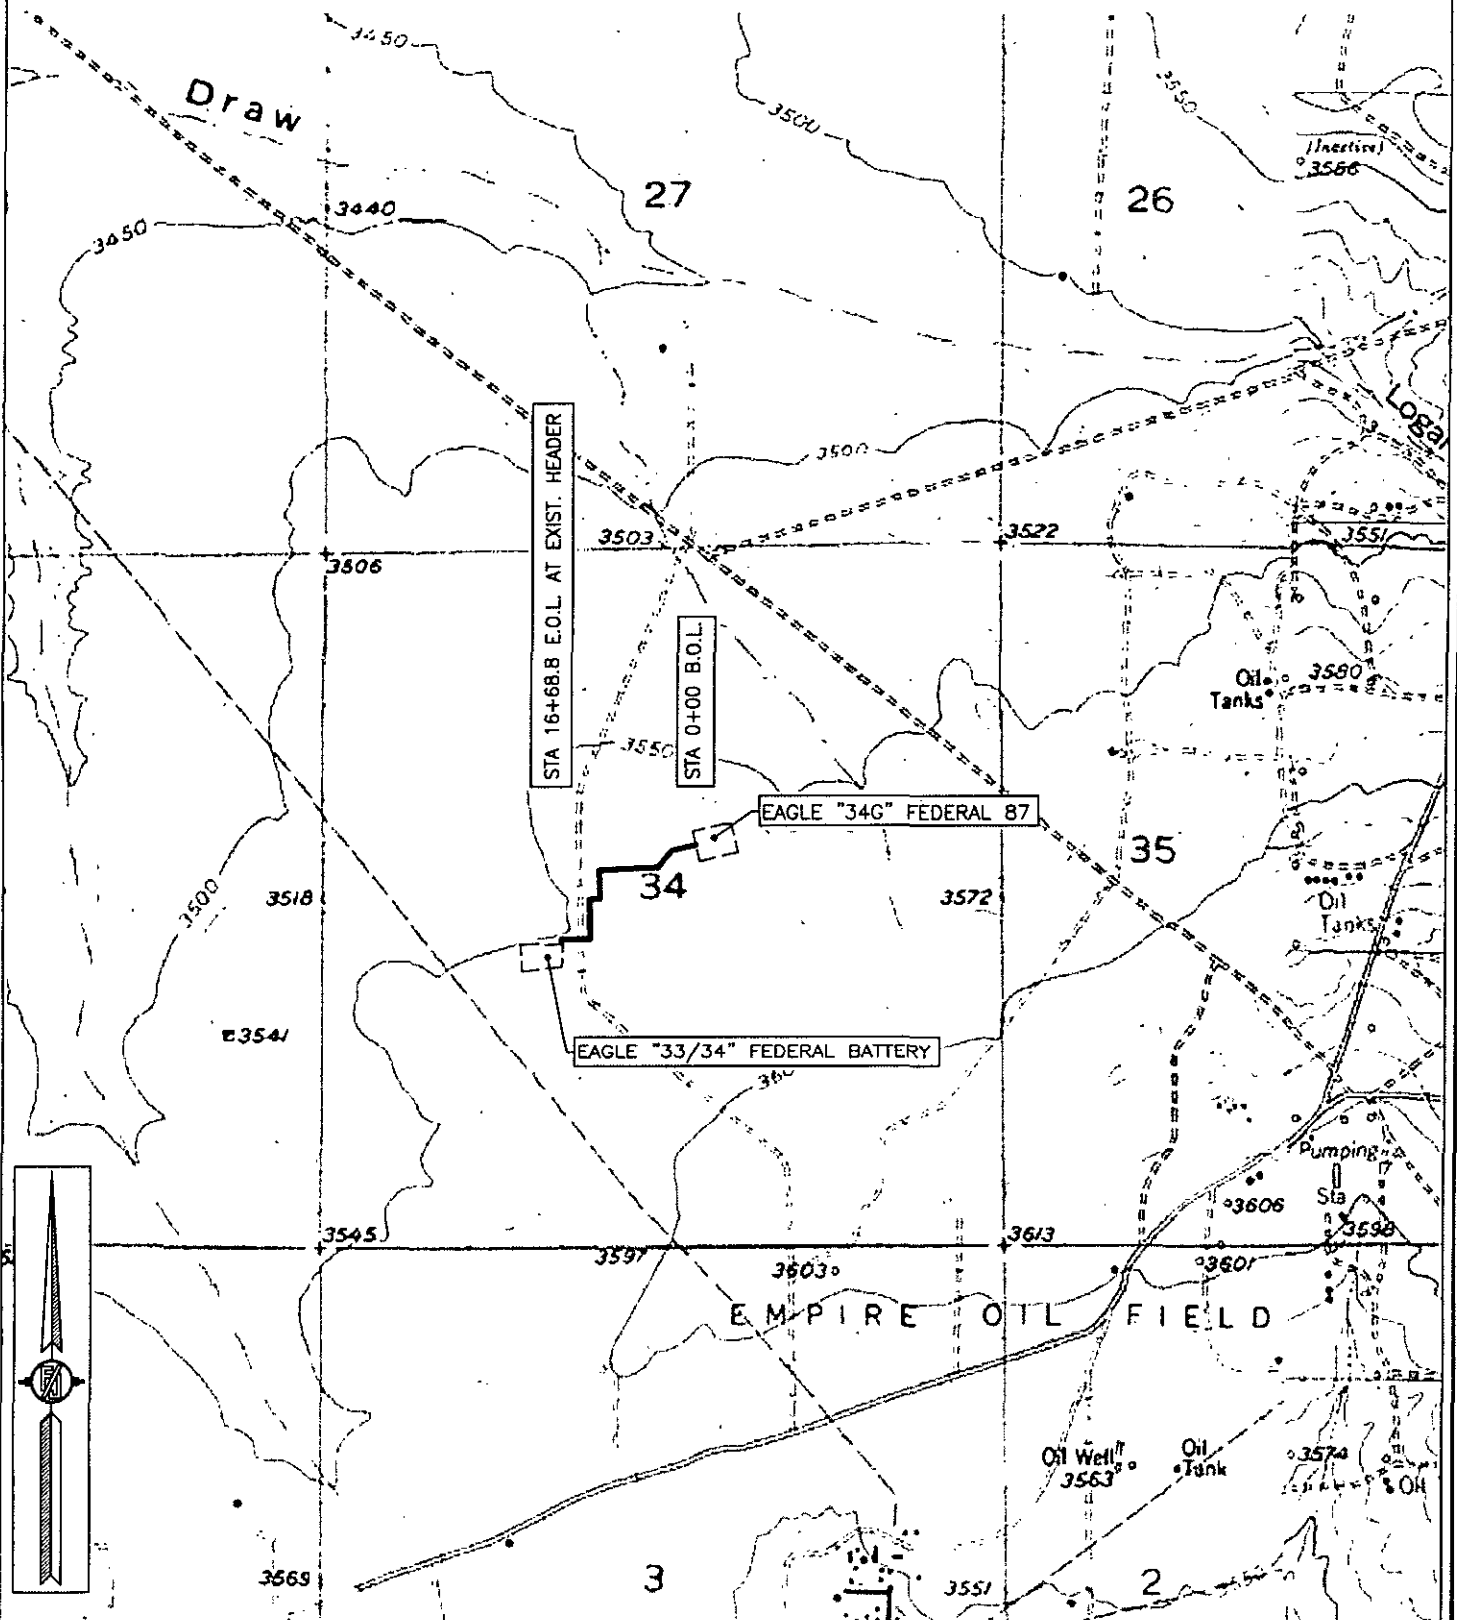 3450
Draw
3500
3550
(Inactive)
3566
27
26
3440
3450
Logan
3500
STA 16+68.8 E.O.L. AT EXIST. HEADER
3503
3522
3551
3506
STA 0+00 B.O.L.
Oil
Tanks
3580
3550
EAGLE "34G" FEDERAL 87
35
34
3518
3572
3500
Oil
Tanks
3541
EAGLE "33/34" FEDERAL BATTERY
Pumping
Sta
3606
3598
3545
3597
3613
3603
3601
EMPIRE OIL FIELD
Oil Well
3563
Oil
Tank
3574
Oil
3569
3
3551
2
3550